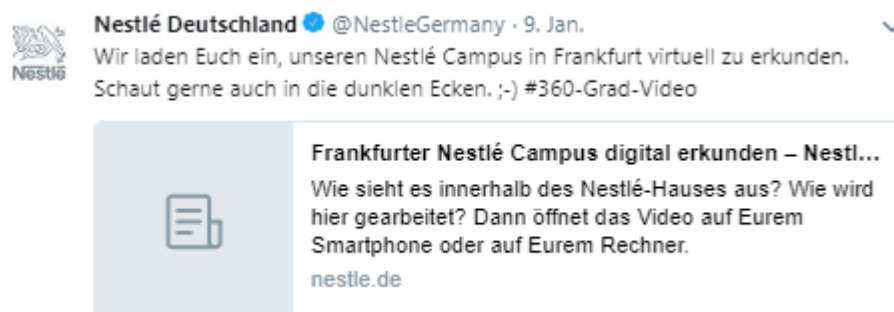 Nestlé Deutschland @NestleGermany · 9. Jan.
Wir laden Euch ein, unseren Nestlé Campus in Frankfurt virtuell zu erkunden.
Schaut gerne auch in die dunklen Ecken. ;-) #360-Grad-Video
Nestlé
Frankfurter Nestlé Campus digital erkunden – Nestl...
Wie sieht es innerhalb des Nestlé-Hauses aus? Wie wird
hier gearbeitet? Dann öffnet das Video auf Eurem
Smartphone oder auf Eurem Rechner.
nestle.de